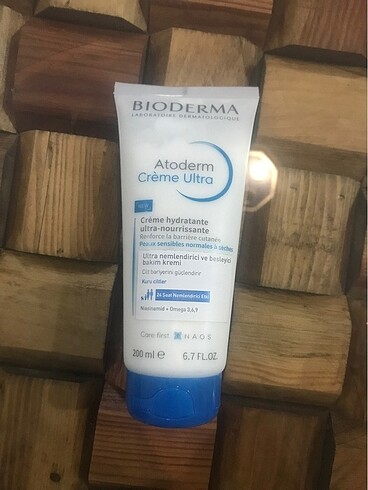 BIODERMA
LABORATOIRE DERMATOLOGIQUE
Atoderm
Crème Ultra
NEW
Crème hydratante
ultra-nourrissante
Renforce la barrière cutanée
Peaux sensibles normales à sèches
Ultra nemlendirici ve besleyici
bakım kremi
Cilt bariyerini güçlendirir
Kuru ciltler
24 Saat Nemlendirici Etki
Niacinamid + Omega 3,6,9
Care first NAOS
200 ml e 6.7 FL.OZ.